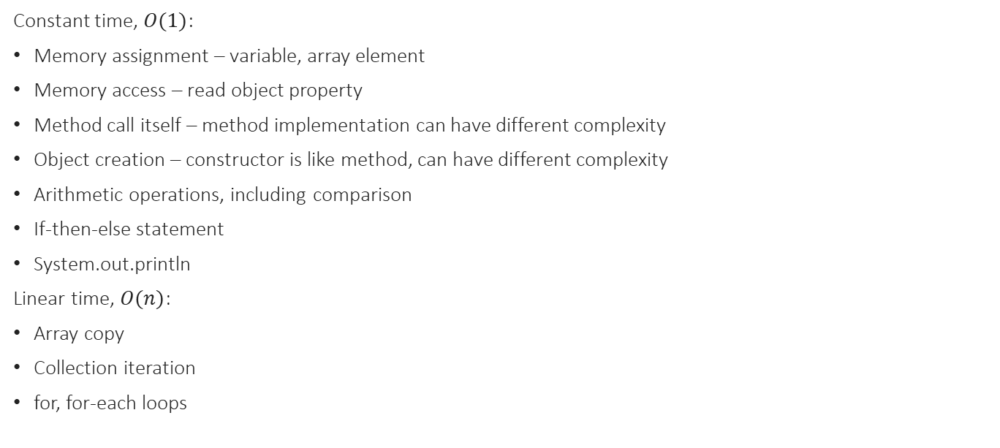 Constant time, O(1):
• Memory assignment – variable, array element
• Memory access – read object property
• Method call itself – method implementation can have different complexity
• Object creation – constructor is like method, can have different complexity
• Arithmetic operations, including comparison
• If-then-else statement
• System.out.println
Linear time, O(n):
• Array copy
• Collection iteration
• for, for-each loops